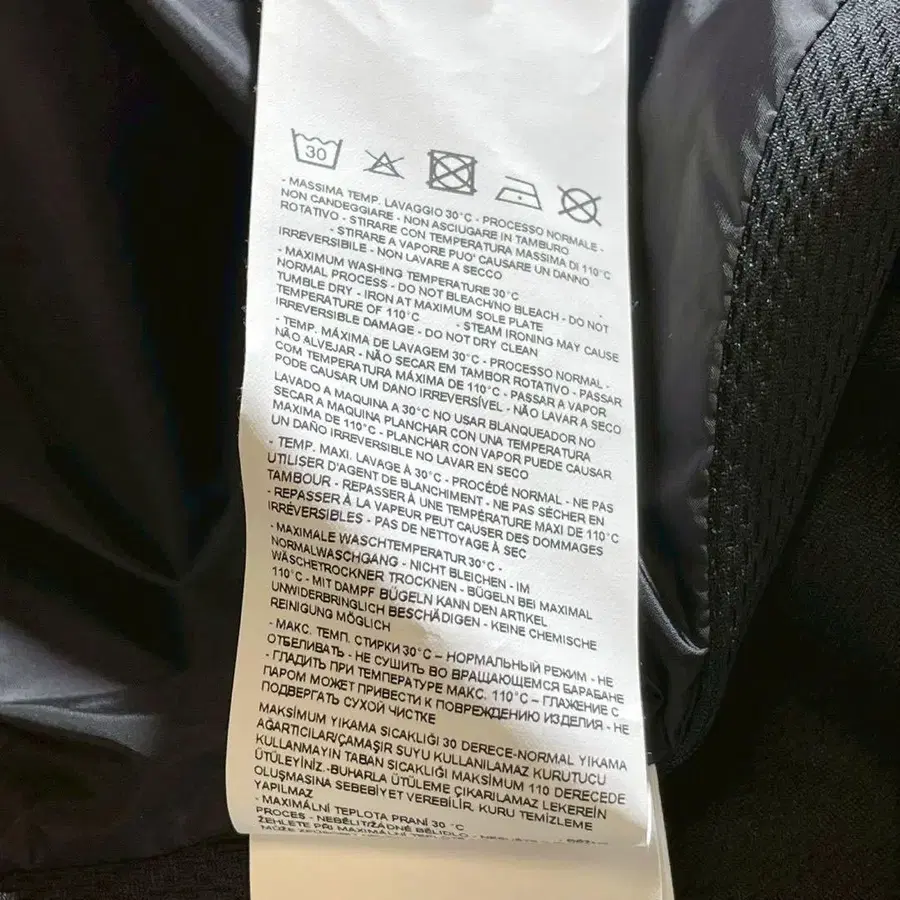 30
- MASSIMA TEMP. LAVAGGIO 30°C - PROCESSO NORMALE -
NON CANDEGGIARE - NON ASCIUGARE IN TAMBURO
ROTATIVO - STIRARE CON TEMPERATURA MASSIMA DI 110°C
- STIRARE A VAPORE PUO' CAUSARE UN DANNO
IRREVERSIBILE - NON LAVARE A SECCO
- MAXIMUM WASHING TEMPERATURE 30°C
NORMAL PROCESS - DO NOT BLEACH/NO BLEACH - DO NOT
TUMBLE DRY - IRON AT MAXIMUM SOLE PLATE
TEMPERATURE OF 110°C - STEAM IRONING MAY CAUSE
IRREVERSIBLE DAMAGE - DO NOT DRY CLEAN
- TEMP. MÁXIMA DE LAVAGEM 30°C - PROCESSO NORMAL -
NÃO ALVEJAR - NÃO SECAR EM TAMBOR ROTATIVO - PASSAR
COM TEMPERATURA MÁXIMA DE 110°C - PASSAR A VAPOR
PODE CAUSAR UM DANO IRREVERSÍVEL - NÃO LAVAR A SECO
LAVADO A MAQUINA A 30°C NO USAR BLANQUEADOR NO
SECAR A MAQUINA PLANCHAR CON UNA TEMPERATURA
MAXIMA DE 110°C - PLANCHAR CON VAPOR PUEDE CAUSAR
UN DAÑO IRREVERSIBLE NO LAVAR EN SECO
- TEMP. MAXI. LAVAGE À 30°C - PROCÉDÉ NORMAL - NE PAS
UTILISER D'AGENT DE BLANCHIMENT - NE PAS SÉCHER EN
TAMBOUR - REPASSER À UNE TEMPÉRATURE MAXI DE 110°C
- REPASSER À LA VAPEUR PEUT CAUSER DES DOMMAGES
IRRÉVERSIBLES - PAS DE NETTOYAGE À SEC
- MAXIMALE WASCHTEMPERATUR 30°C -
NORMALWASCHGANG - NICHT BLEICHEN - IM
WÄSCHETROCKNER TROCKNEN - BÜGELN BEI MAXIMAL
110°C - MIT DAMPF BÜGELN KANN DEN ARTIKEL
UNWIDERBRINGLICH BESCHÄDIGEN - KEINE CHEMISCHE
REINIGUNG MÖGLICH
- МАКС. ТЕМП. СТИРКИ 30°C – НОРМАЛЬНЫЙ РЕЖИМ - НЕ
ОТБЕЛИВАТЬ - НЕ СУШИТЬ ВО ВРАЩАЮЩЕМСЯ БАРАБАНЕ
- ГЛАДИТЬ ПРИ ТЕМПЕРАТУРЕ МАКС. 110°C – ГЛАЖЕНИЕ С
ПАРОМ МОЖЕТ ПРИВЕСТИ К ПОВРЕЖДЕНИЮ ИЗДЕЛИЯ - НЕ
ПОДВЕРГАТЬ СУХОЙ ЧИСТКЕ
MAKSİMUM YIKAMA SICAKLIĞI 30 DERECE-NORMAL YIKAMA
AĞARTICILAR/ÇAMAŞIR SUYU KULLANILAMAZ KURUTUCU
KULLANMAYIN TABAN SICAKLIĞI MAKSİMUM 110 DERECEDE
ÜTÜLEYİNİZ.-BUHARLA ÜTÜLEME ÇIKARILAMAZ LEKEREİN
OLUŞMASINA SEBEBİYET VEREBİLİR. KURU TEMİZLEME
YAPILMAZ
- MAXIMÁLNÍ TEPLOTA PRANÍ 30 °C
PROCES - NEBĚLIT/ŽÁDNÉ BĚLIDLO -
ŽEHLETE PŘI MAXIMÁLNÍ TEPLOTĚ -
MŮŽE